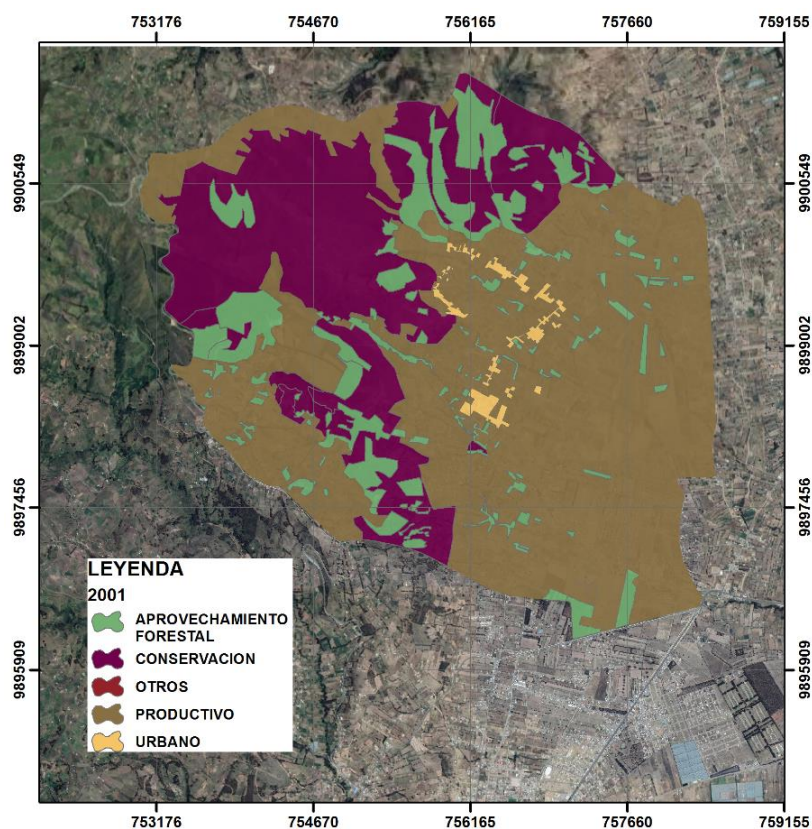 753176 754670 756165 757660 759155
9900549 9900549
9899002 9899002
9897456 9897456
9895909 9895909
LEYENDA
2001
APROVECHAMIENTO
FORESTAL
CONSERVACION
OTROS
PRODUCTIVO
URBANO
753176 754670 756165 757660 759155